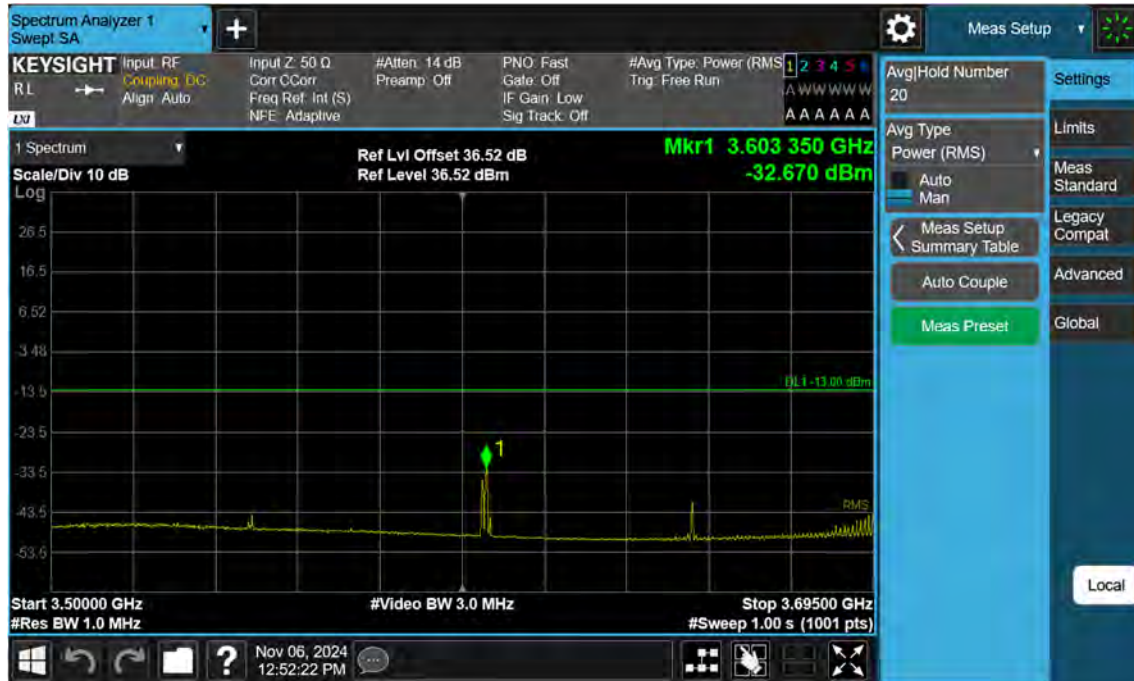 Spectrum Analyzer 1
Swept SA
+
Meas Setup
KEYSIGHT
RL
LXI
Input: RF
Coupling: DC
Align: Auto
Input Z: 50 Ω
Corr CCorr
Freq Ref: Int (S)
NFE: Adaptive
#Atten: 14 dB
Preamp: Off
PNO: Fast
Gate: Off
IF Gain: Low
Sig Track: Off
#Avg Type: Power (RMS
Trig: Free Run
1 2 3 4 5 6
A W W W W W
A A A A A A
1 Spectrum
Scale/Div 10 dB
Log
Ref Lvl Offset 36.52 dB
Ref Level 36.52 dBm
Mkr1 3.603 350 GHz
-32.670 dBm
26.5
16.5
6.52
-3.48
-13.5
DL1 -13.00 dBm
-23.5
1
-33.5
-43.5
RMS
-53.5
Start 3.50000 GHz
#Res BW 1.0 MHz
#Video BW 3.0 MHz
Stop 3.69500 GHz
#Sweep 1.00 s (1001 pts)
?
Nov 06, 2024
12:52:22 PM
Avg|Hold Number
20
Avg Type
Power (RMS)
Auto
Man
Meas Setup
Summary Table
Auto Couple
Meas Preset
Settings
Limits
Meas
Standard
Legacy
Compat
Advanced
Global
Local